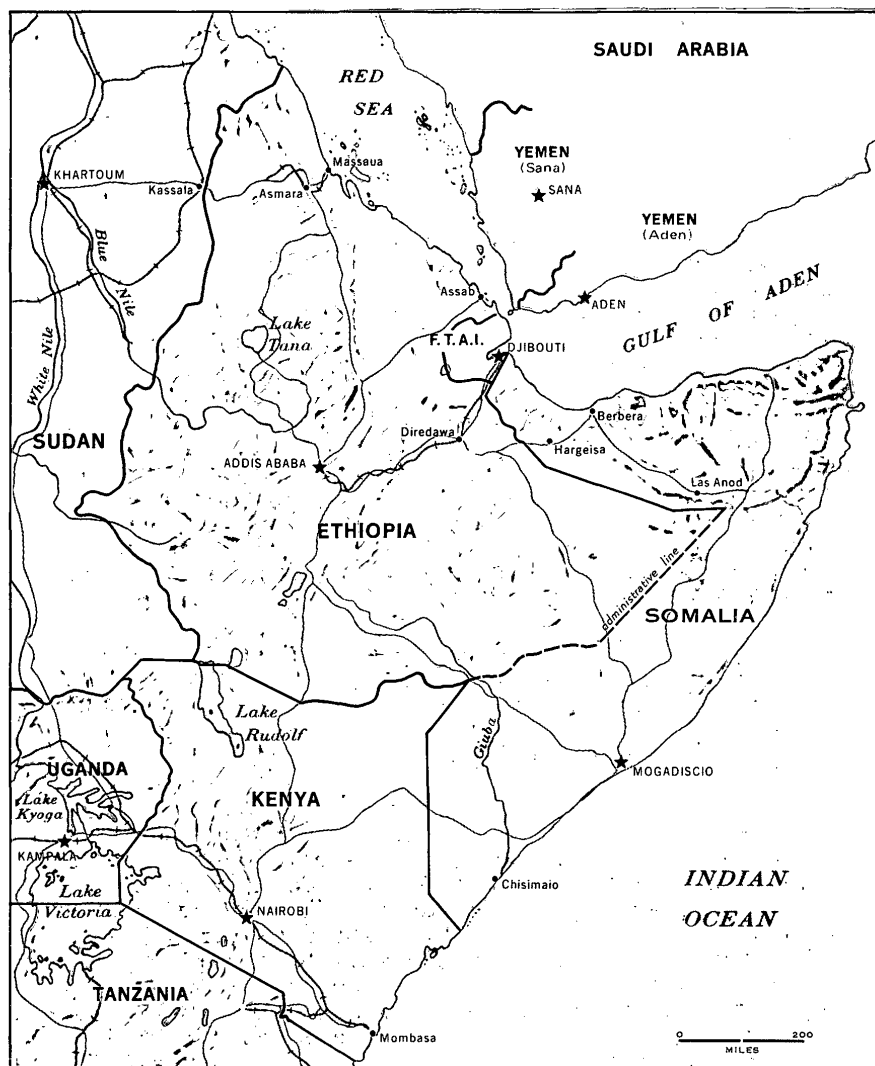 SAUDI ARABIA
RED
SEA
YEMEN
(Sana)
SANA
YEMEN
(Aden)
KHARTOUM
Kassala
Asmara
Massaua
Blue
Nile
White Nile
Lake
Tana
Assab
ADEN
GULF OF ADEN
F.T.A.I.
DJIBOUTI
Berbera
SUDAN
Diredawa
Hargeisa
ADDIS ABABA
Las Anod
ETHIOPIA
administrative line
SOMALIA
Lake
Rudolf
Giuba
MOGADISCIO
UGANDA
Lake
Kyoga
KENYA
KAMPALA
Lake
Victoria
Chisimaio
INDIAN
OCEAN
NAIROBI
TANZANIA
Mombasa
0 200
MILES